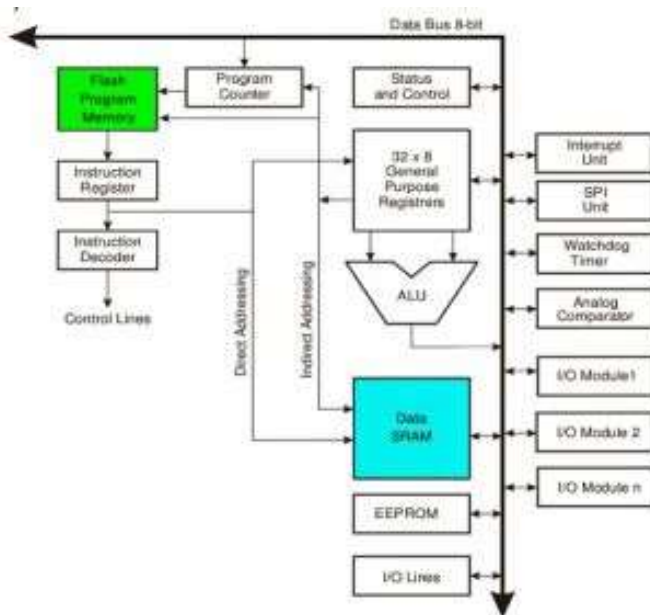 Data Bus 8-bit
Flash
Program
Memory
Program
Counter
Status
and Control
Instruction
Register
32 x 8
General
Purpose
Registrers
Interrupt
Unit
SPI
Unit
Instruction
Decoder
Watchdog
Timer
ALU
Analog
Comparator
Control Lines
Direct Addressing
Indirect Addressing
I/O Module1
Data
SRAM
I/O Module 2
I/O Module n
EEPROM
I/O Lines